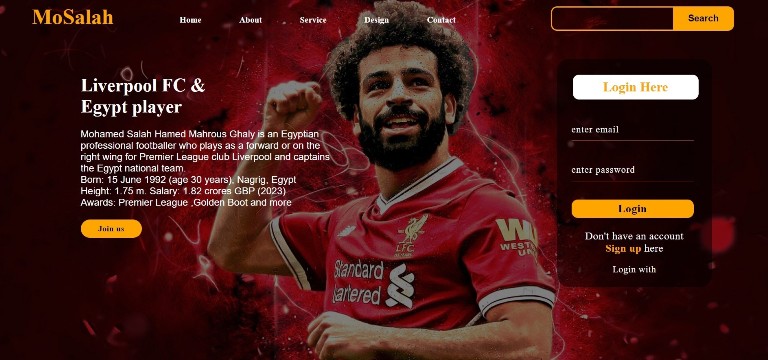 MoSalah
Home About Service Design Contact
Search
Liverpool FC &
Egypt player
Mohamed Salah Hamed Mahrous Ghaly is an Egyptian
professional footballer who plays as a forward or on the
right wing for Premier League club Liverpool and captains
the Egypt national team.
Born: 15 June 1992 (age 30 years), Nagrig, Egypt
Height: 1.75 m. Salary: 1.82 crores GBP (2023)
Awards: Premier League ,Golden Boot and more
Join us
Login Here
enter email
enter password
Login
Don't have an account
Sign up here
Login with
L.F.C.
Standard
Chartered
WEST